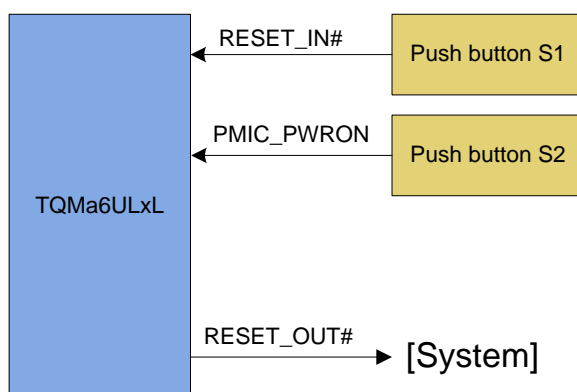 RESET_IN#
Push button S1
PMIC_PWRON
Push button S2
TQMa6ULxL
RESET_OUT#
[System]